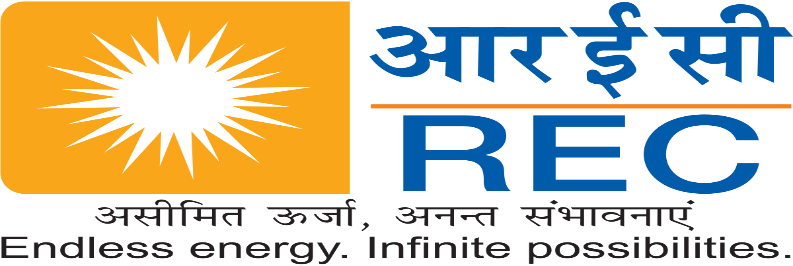 आर ई सी
REC
असीमित ऊर्जा, अनन्त संभावनाएं
Endless energy. Infinite possibilities.